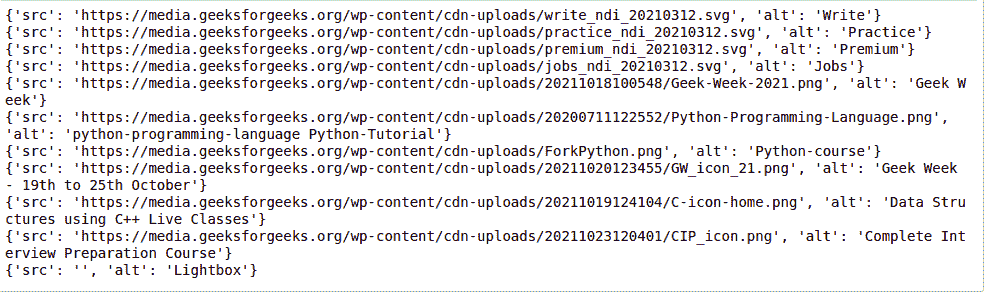 {'src': 'https://media.geeksforgeeks.org/wp-content/cdn-uploads/write_ndi_20210312.svg', 'alt': 'Write'}
{'src': 'https://media.geeksforgeeks.org/wp-content/cdn-uploads/practice_ndi_20210312.svg', 'alt': 'Practice'}
{'src': 'https://media.geeksforgeeks.org/wp-content/cdn-uploads/premium_ndi_20210312.svg', 'alt': 'Premium'}
{'src': 'https://media.geeksforgeeks.org/wp-content/cdn-uploads/jobs_ndi_20210312.svg', 'alt': 'Jobs'}
{'src': 'https://media.geeksforgeeks.org/wp-content/cdn-uploads/20211018100548/Geek-Week-2021.png', 'alt': 'Geek W
eek'}
{'src': 'https://media.geeksforgeeks.org/wp-content/cdn-uploads/20200711122552/Python-Programming-Language.png',
'alt': 'python-programming-language Python-Tutorial'}
{'src': 'https://media.geeksforgeeks.org/wp-content/cdn-uploads/ForkPython.png', 'alt': 'Python-course'}
{'src': 'https://media.geeksforgeeks.org/wp-content/cdn-uploads/20211020123455/GW_icon_21.png', 'alt': 'Geek Week
- 19th to 25th October'}
{'src': 'https://media.geeksforgeeks.org/wp-content/cdn-uploads/20211019124104/C-icon-home.png', 'alt': 'Data Stru
ctures using C++ Live Classes'}
{'src': 'https://media.geeksforgeeks.org/wp-content/cdn-uploads/20211023120401/CIP_icon.png', 'alt': 'Complete Int
erview Preparation Course'}
{'src': '', 'alt': 'Lightbox'}